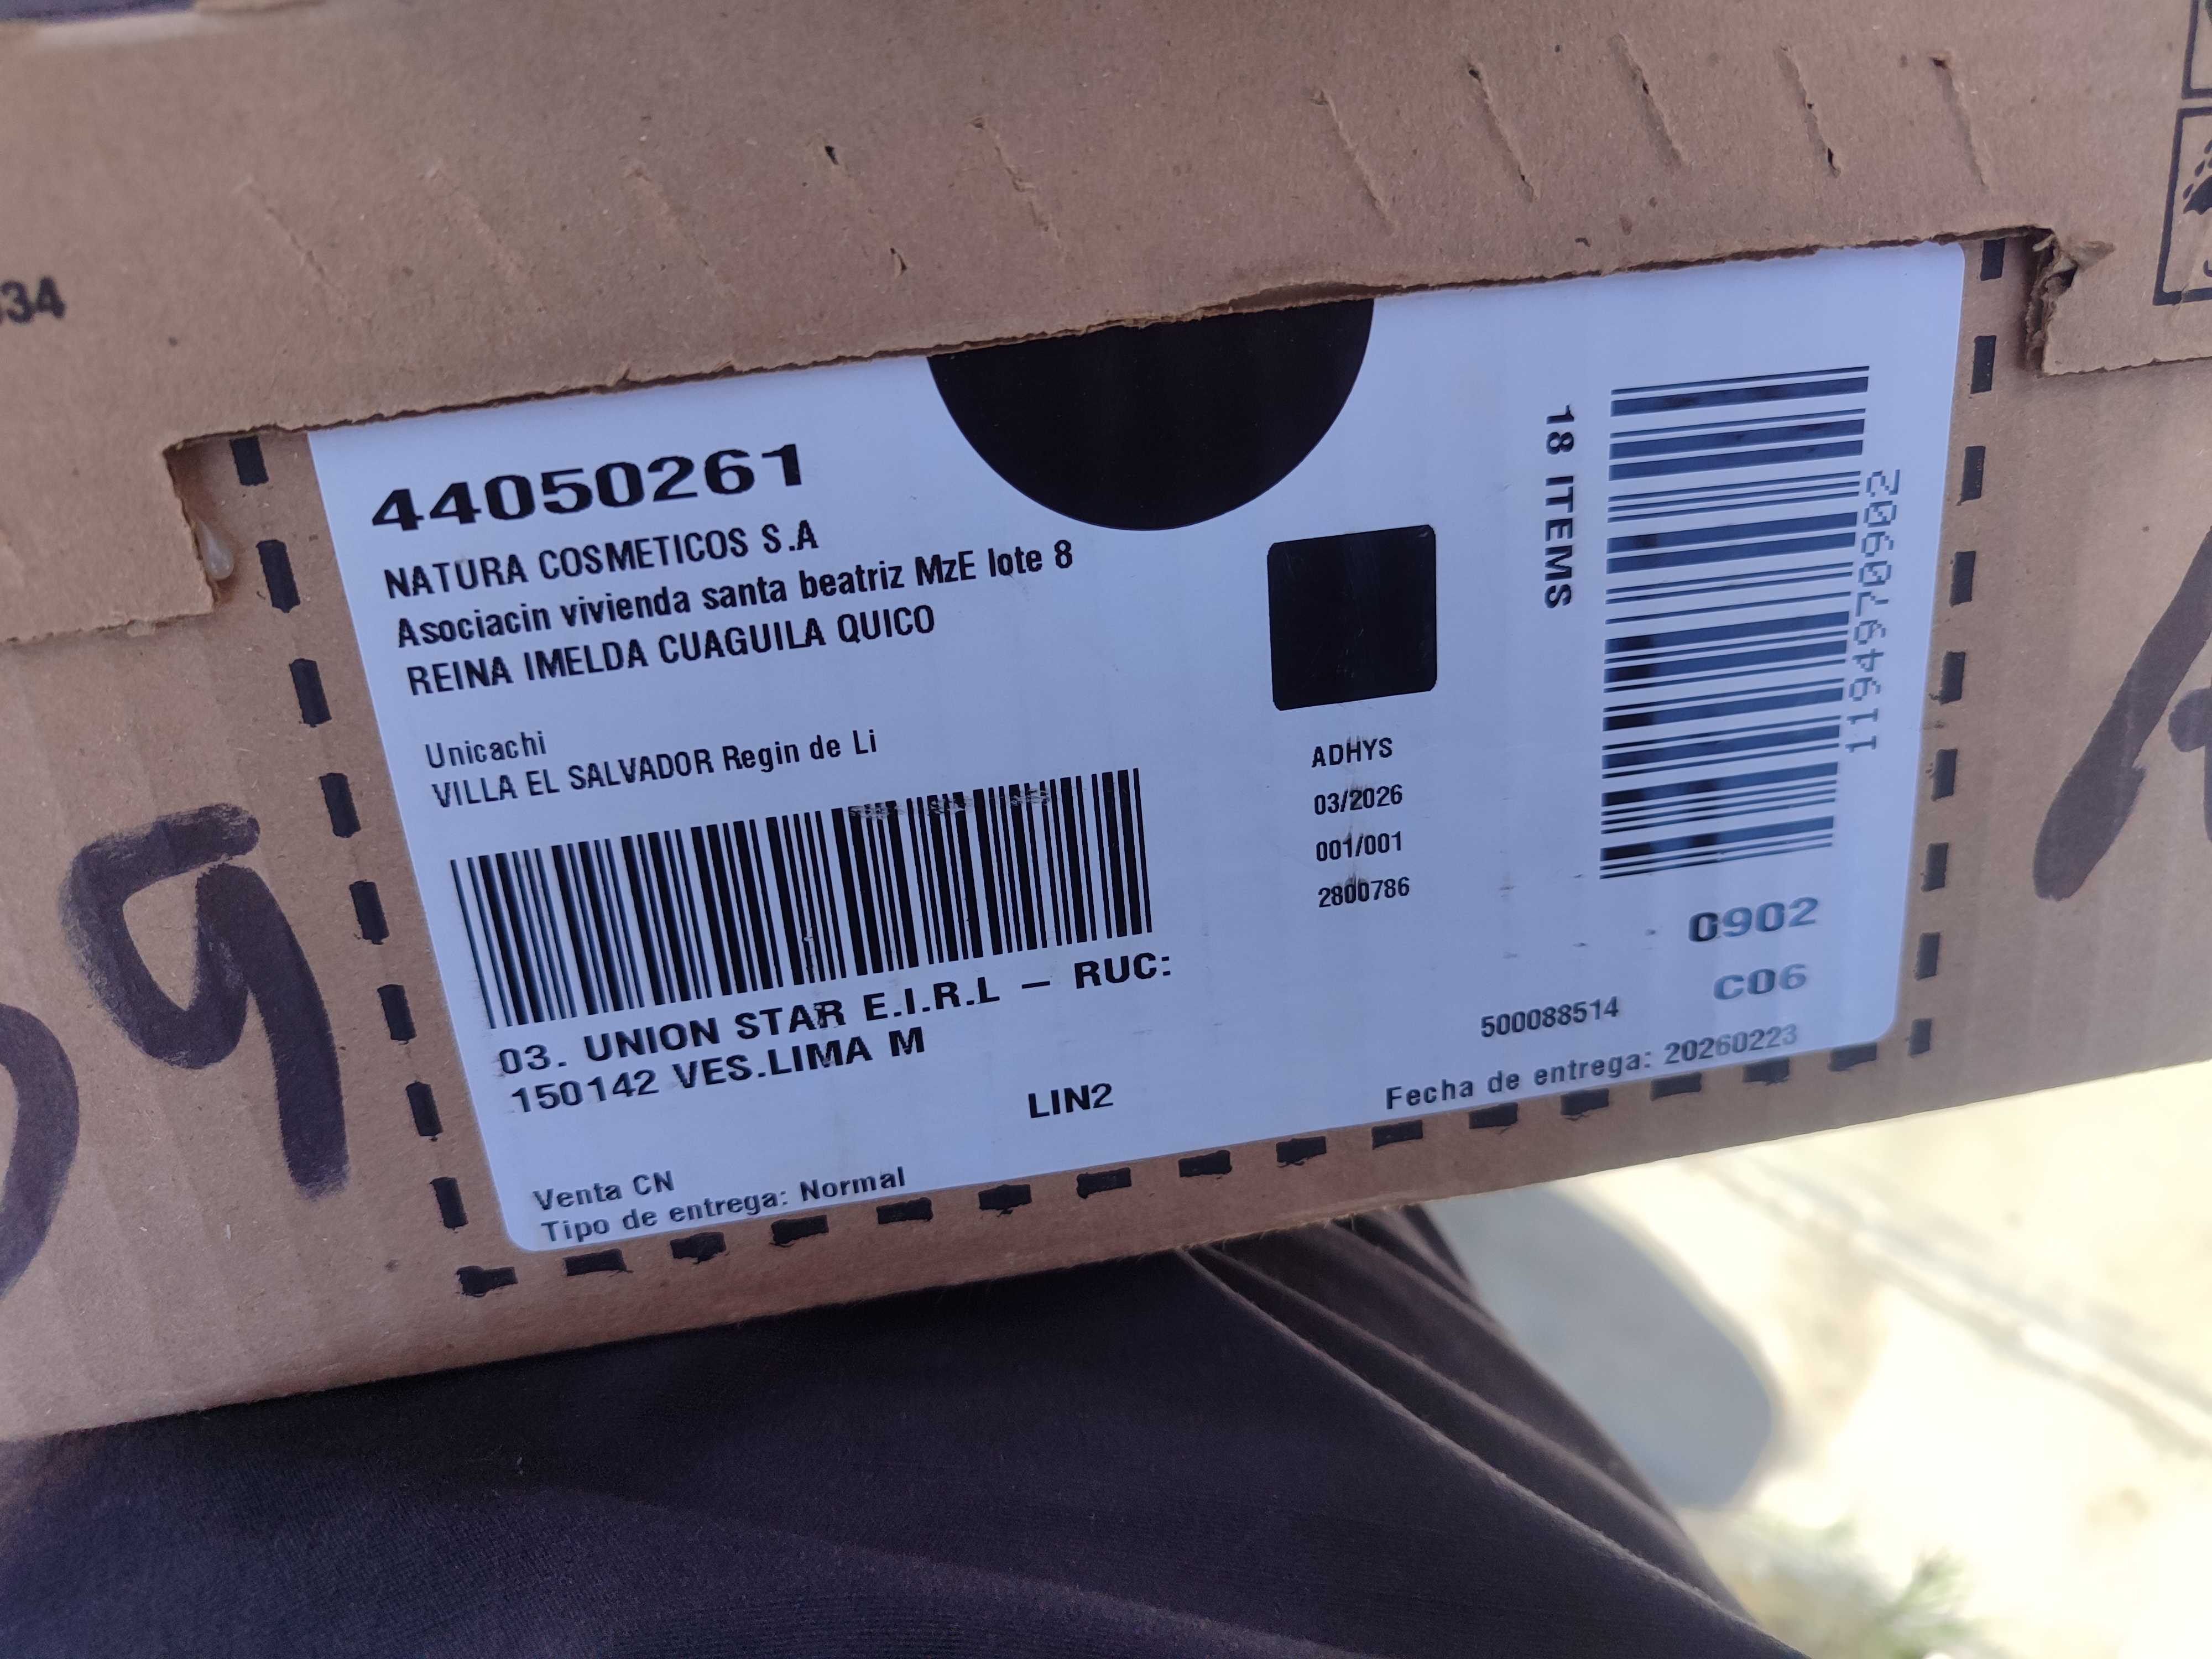 34
44050261
NATURA COSMETICOS S.A
Asociacin vivienda santa beatriz MzE lote 8
REINA IMELDA CUAGUILA QUICO
Unicachi
VILLA EL SALVADOR Regin de Li
03. UNION STAR E.I.R.L – RUC:
150142 VES.LIMA M
LIN2
Venta CN
Tipo de entrega: Normal
ADHYS
03/2026
001/001
2800786
18 ITEMS
1194970902
0902
C06
500088514
Fecha de entrega: 20260223